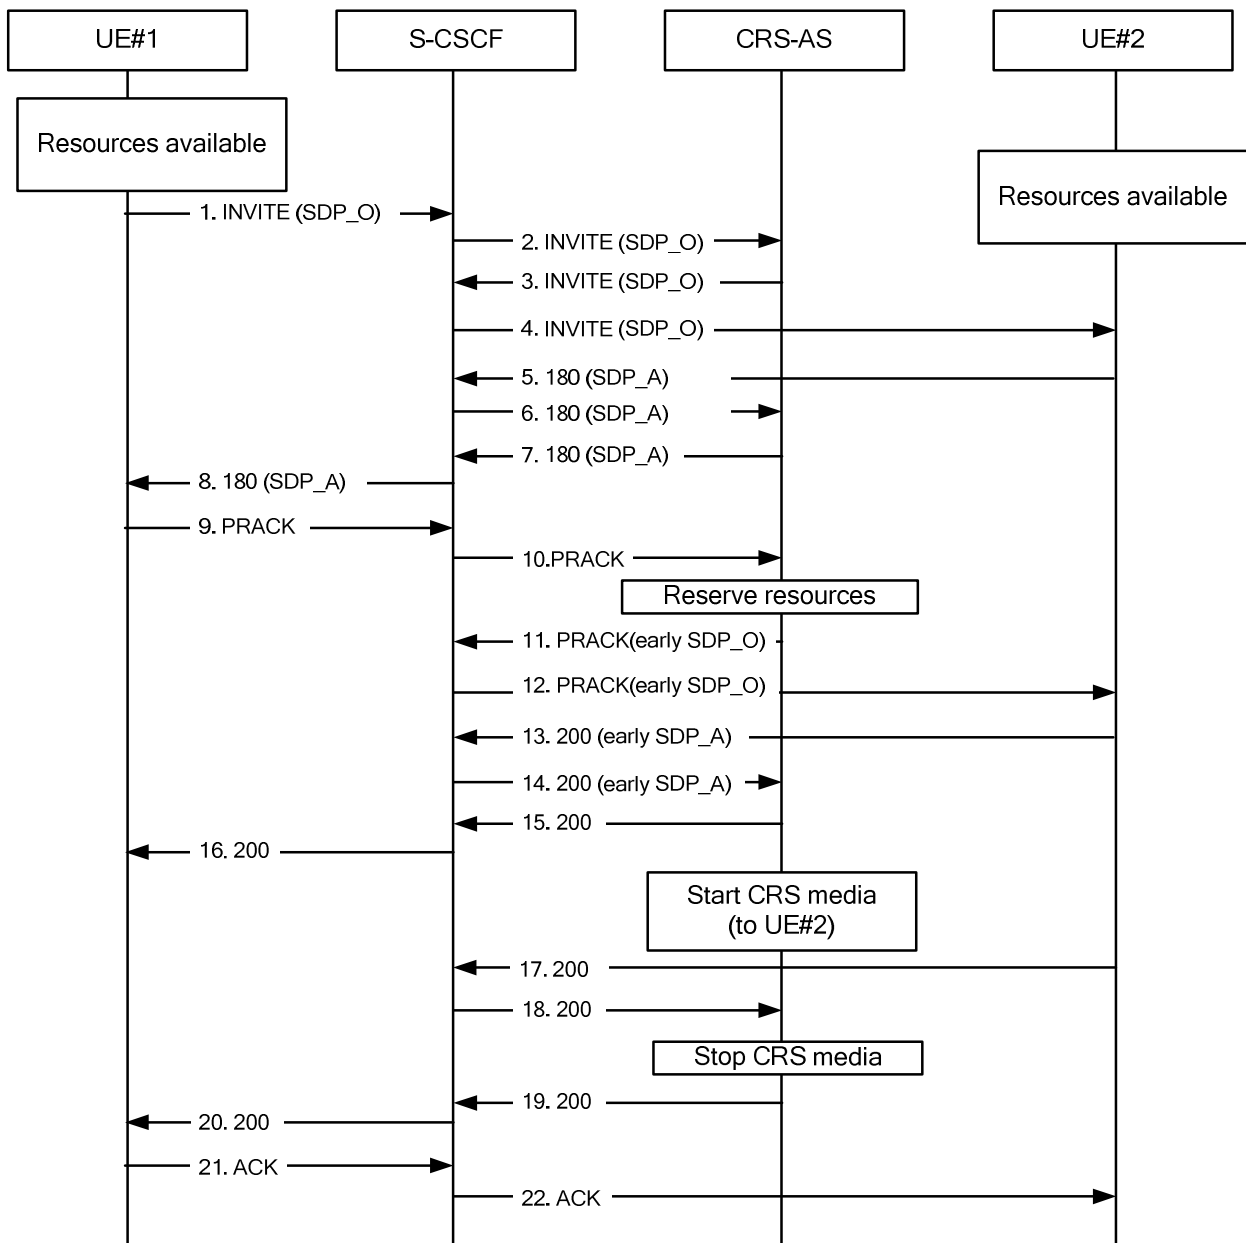 UE#1
S-CSCF
CRS-AS
UE#2
Resources available
Resources available
1. INVITE (SDP_O)
2. INVITE (SDP_O)
3. INVITE (SDP_O)
4. INVITE (SDP_O)
5. 180 (SDP_A)
6. 180 (SDP_A)
7. 180 (SDP_A)
8. 180 (SDP_A)
9. PRACK
10.PRACK
Reserve resources
11. PRACK(early SDP_O)
12. PRACK(early SDP_O)
13. 200 (early SDP_A)
14. 200 (early SDP_A)
15. 200
16. 200
Start CRS media
(to UE#2)
17. 200
18. 200
Stop CRS media
19. 200
20. 200
21. ACK
22. ACK